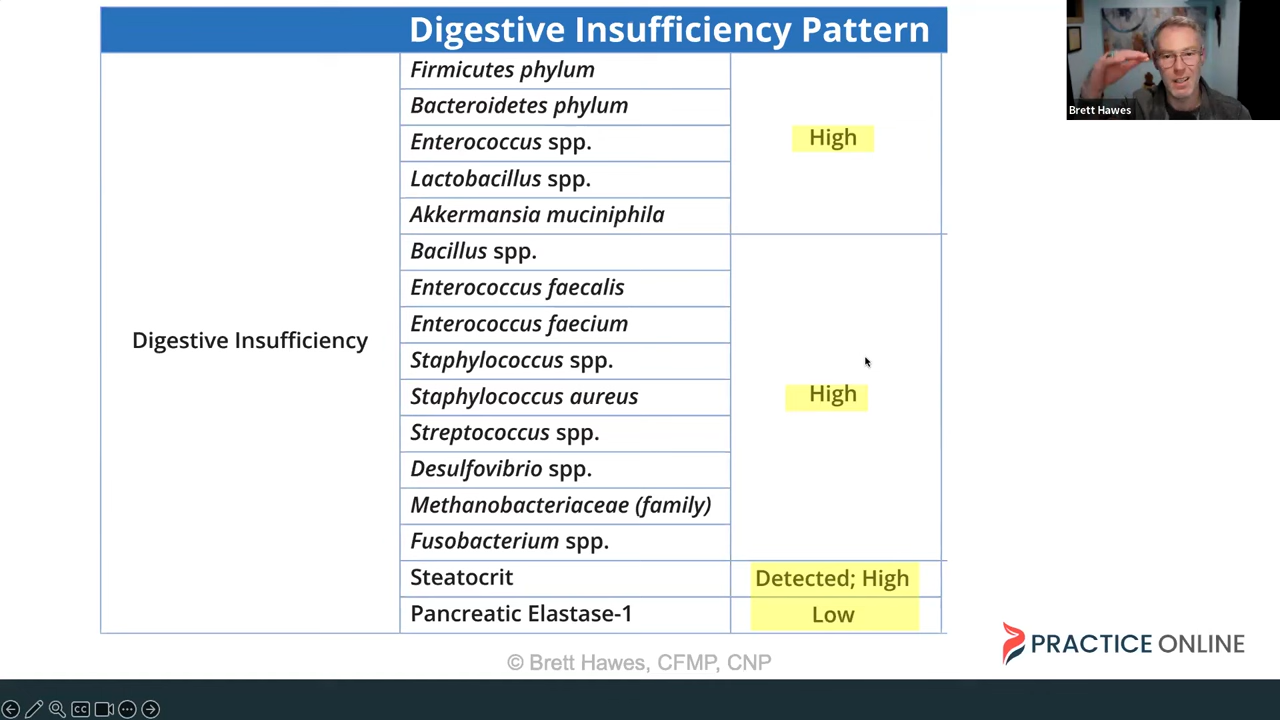 Digestive Insufficiency Pattern
Brett Hawes
Digestive Insufficiency
Firmicutes phylum
Bacteroidetes phylum
Enterococcus spp.
Lactobacillus spp.
Akkermansia muciniphila
High
Bacillus spp.
Enterococcus faecalis
Enterococcus faecium
Staphylococcus spp.
Staphylococcus aureus
Streptococcus spp.
Desulfovibrio spp.
Methanobacteriaceae (family)
Fusobacterium spp.
High
Steatocrit Detected; High
Pancreatic Elastase-1 Low
PRACTICE ONLINE
© Brett Hawes, CFMP, CNP
CC